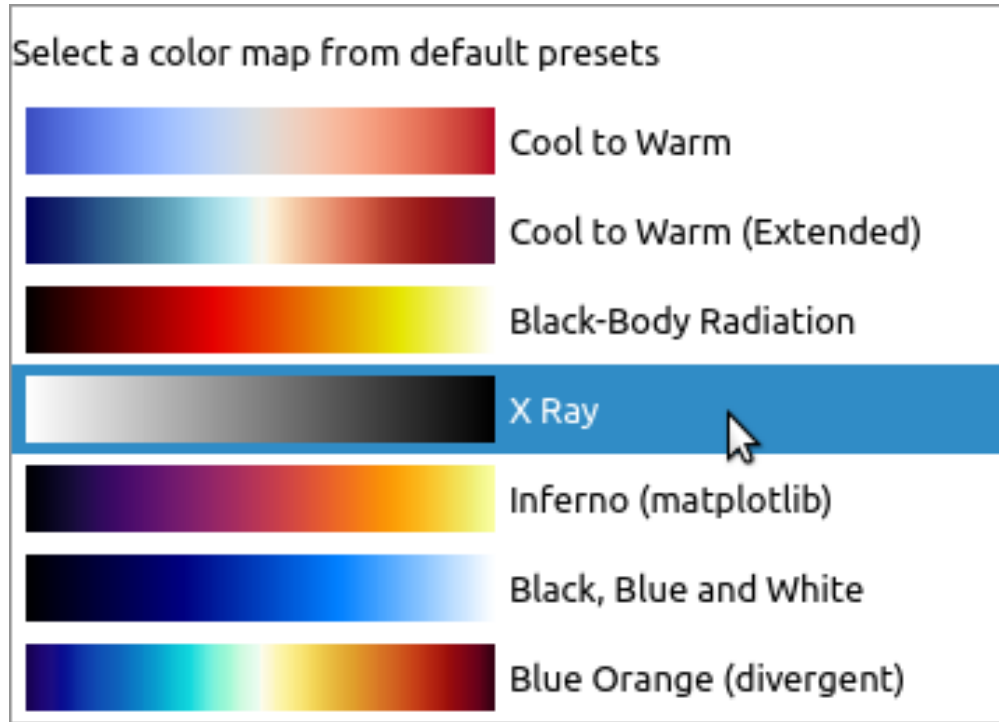 Select a color map from default presets
Cool to Warm
Cool to Warm (Extended)
Black-Body Radiation
X Ray
Inferno (matplotlib)
Black, Blue and White
Blue Orange (divergent)